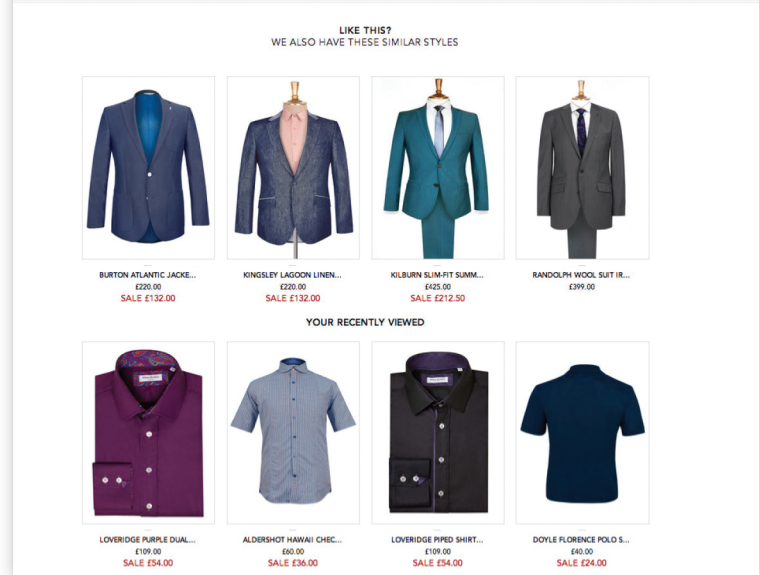 LIKE THIS?
WE ALSO HAVE THESE SIMILAR STYLES
BURTON ATLANTIC JACKE...
£220.00
SALE £132.00
KINGSLEY LAGOON LINEN...
£220.00
SALE £132.00
KILBURN SLIM-FIT SUMM...
£425.00
SALE £212.50
RANDOLPH WOOL SUIT IR...
£399.00
YOUR RECENTLY VIEWED
LOVERIDGE PURPLE DUAL...
£109.00
SALE £54.00
ALDERSHOT HAWAII CHEC...
£60.00
SALE £36.00
LOVERIDGE PIPED SHIRT...
£109.00
SALE £54.00
DOYLE FLORENCE POLO S...
£40.00
SALE £24.00